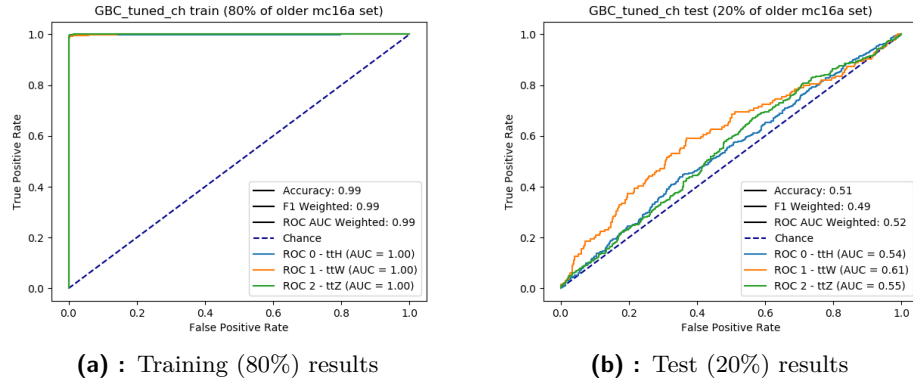 GBC_tuned_ch train (80% of older mc16a set)
True Positive Rate
1.0
0.8
0.6
0.4
0.2
0.0
Accuracy: 0.99
F1 Weighted: 0.99
ROC AUC Weighted: 0.99
Chance
ROC 0 - ttH (AUC = 1.00)
ROC 1 - ttW (AUC = 1.00)
ROC 2 - ttZ (AUC = 1.00)
0.0 0.2 0.4 0.6 0.8 1.0
False Positive Rate
(a) : Training (80%) results
GBC_tuned_ch test (20% of older mc16a set)
True Positive Rate
1.0
0.8
0.6
0.4
0.2
0.0
Accuracy: 0.51
F1 Weighted: 0.49
ROC AUC Weighted: 0.52
Chance
ROC 0 - ttH (AUC = 0.54)
ROC 1 - ttW (AUC = 0.61)
ROC 2 - ttZ (AUC = 0.55)
0.0 0.2 0.4 0.6 0.8 1.0
False Positive Rate
(b) : Test (20%) results